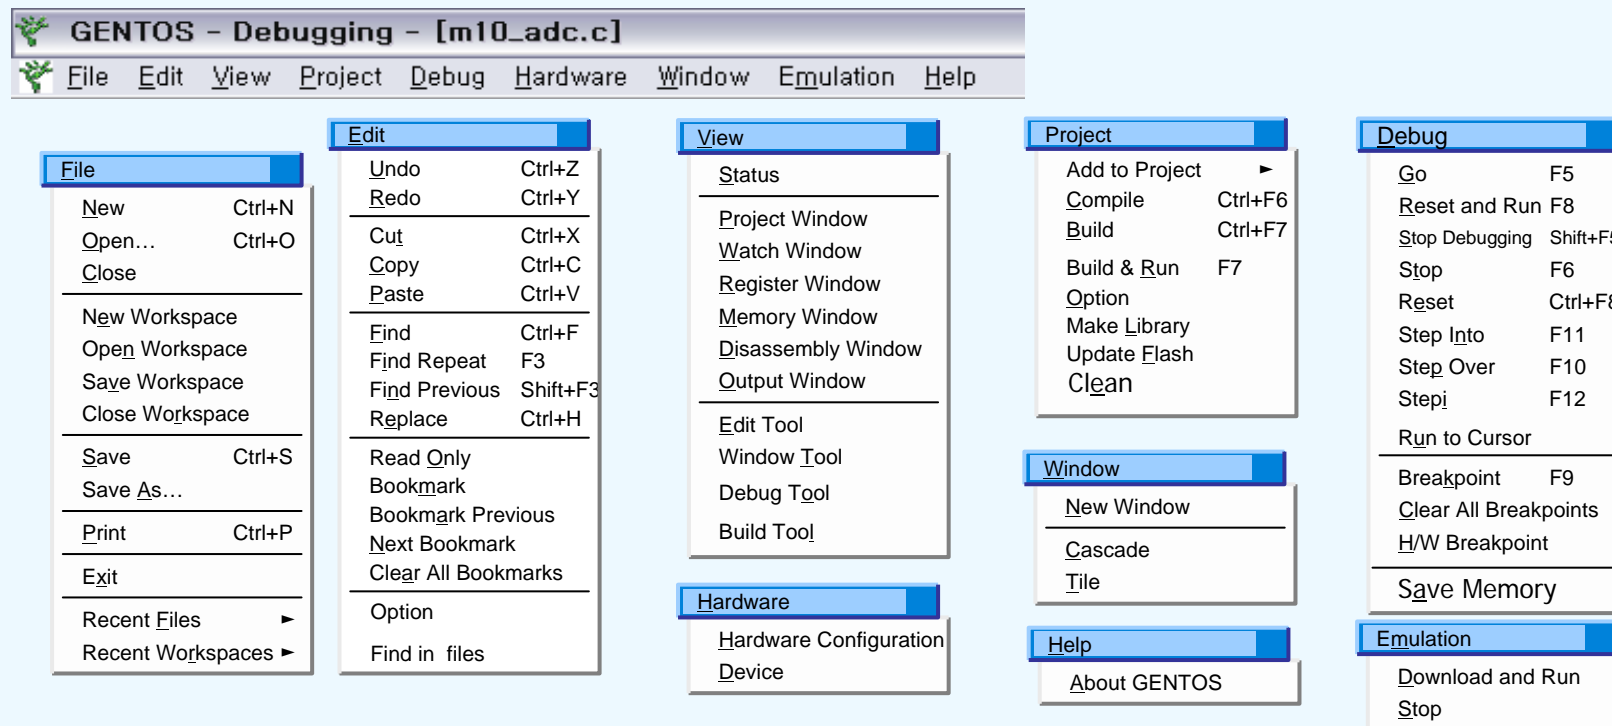 GENTOS - Debugging - [m10_adc.c]
File Edit View Project Debug Hardware Window Emulation Help
File
New Ctrl+N
Open... Ctrl+O
Close
New Workspace
Open Workspace
Save Workspace
Close Workspace
Save Ctrl+S
Save As...
Print Ctrl+P
Exit
Recent Files ►
Recent Workspaces ►
Edit
Undo Ctrl+Z
Redo Ctrl+Y
Cut Ctrl+X
Copy Ctrl+C
Paste Ctrl+V
Find Ctrl+F
Find Repeat F3
Find Previous Shift+F3
Replace Ctrl+H
Read Only
Bookmark
Bookmark Previous
Next Bookmark
Clear All Bookmarks
Option
Find in files
View
Status
Project Window
Watch Window
Register Window
Memory Window
Disassembly Window
Output Window
Edit Tool
Window Tool
Debug Tool
Build Tool
Hardware
Hardware Configuration
Device
Project
Add to Project ►
Compile Ctrl+F6
Build Ctrl+F7
Build & Run F7
Option
Make Library
Update Flash
Clean
Window
New Window
Cascade
Tile
Help
About GENTOS
Debug
Go F5
Reset and Run F8
Stop Debugging Shift+F5
Stop F6
Reset Ctrl+F8
Step Into F11
Step Over F10
Stepi F12
Run to Cursor
Breakpoint F9
Clear All Breakpoints
H/W Breakpoint
Save Memory
Emulation
Download and Run
Stop